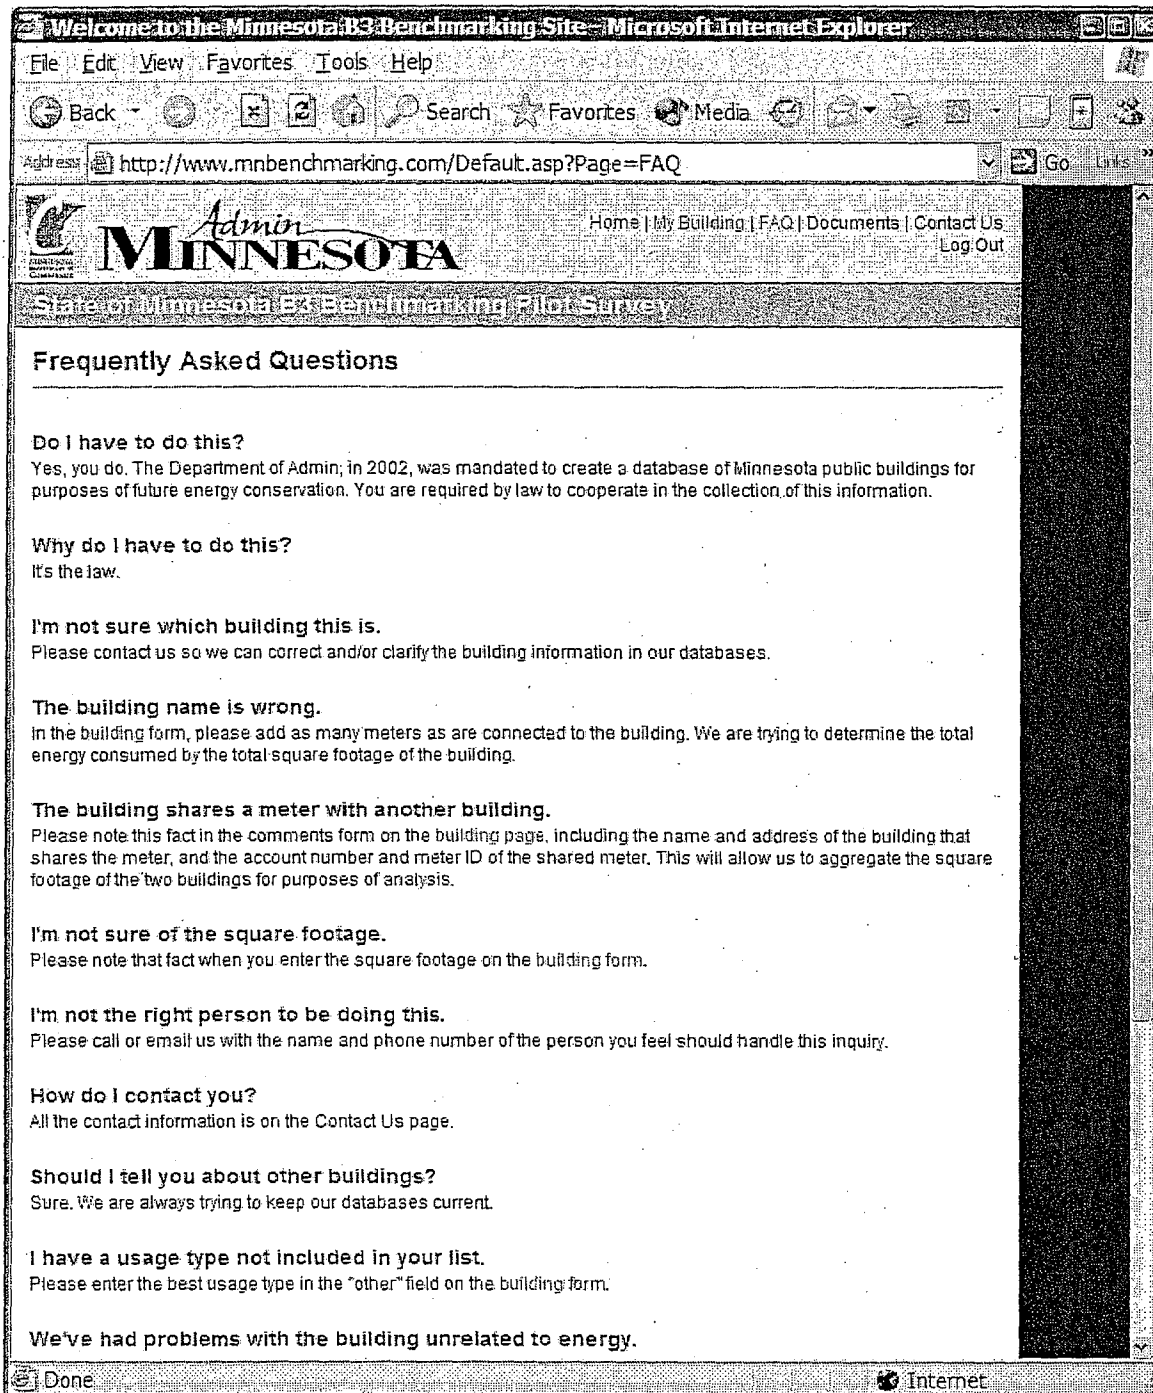 Welcome to the Minnesota B3 Benchmarking Site - Microsoft Internet Explorer
File Edit View Favorites Tools Help
Back Search Favorites Media
Address http://www.mnbenchmarking.com/Default.asp?Page=FAQ Go Links
Admin
MINNESOTA
Home | My Building | FAQ | Documents | Contact Us
Log Out
State of Minnesota B3 Benchmarking Pilot Survey
Frequently Asked Questions
Do I have to do this?
Yes, you do. The Department of Admin, in 2002, was mandated to create a database of Minnesota public buildings for
purposes of future energy conservation. You are required by law to cooperate in the collection of this information.
Why do I have to do this?
It's the law.
I'm not sure which building this is.
Please contact us so we can correct and/or clarify the building information in our databases.
The building name is wrong.
In the building form, please add as many meters as are connected to the building. We are trying to determine the total
energy consumed by the total square footage of the building.
The building shares a meter with another building.
Please note this fact in the comments form on the building page, including the name and address of the building that
shares the meter, and the account number and meter ID of the shared meter. This will allow us to aggregate the square
footage of the two buildings for purposes of analysis.
I'm not sure of the square footage.
Please note that fact when you enter the square footage on the building form.
I'm not the right person to be doing this.
Please call or email us with the name and phone number of the person you feel should handle this inquiry.
How do I contact you?
All the contact information is on the Contact Us page.
Should I tell you about other buildings?
Sure. We are always trying to keep our databases current.
I have a usage type not included in your list.
Please enter the best usage type in the "other" field on the building form.
We've had problems with the building unrelated to energy.
Done Internet